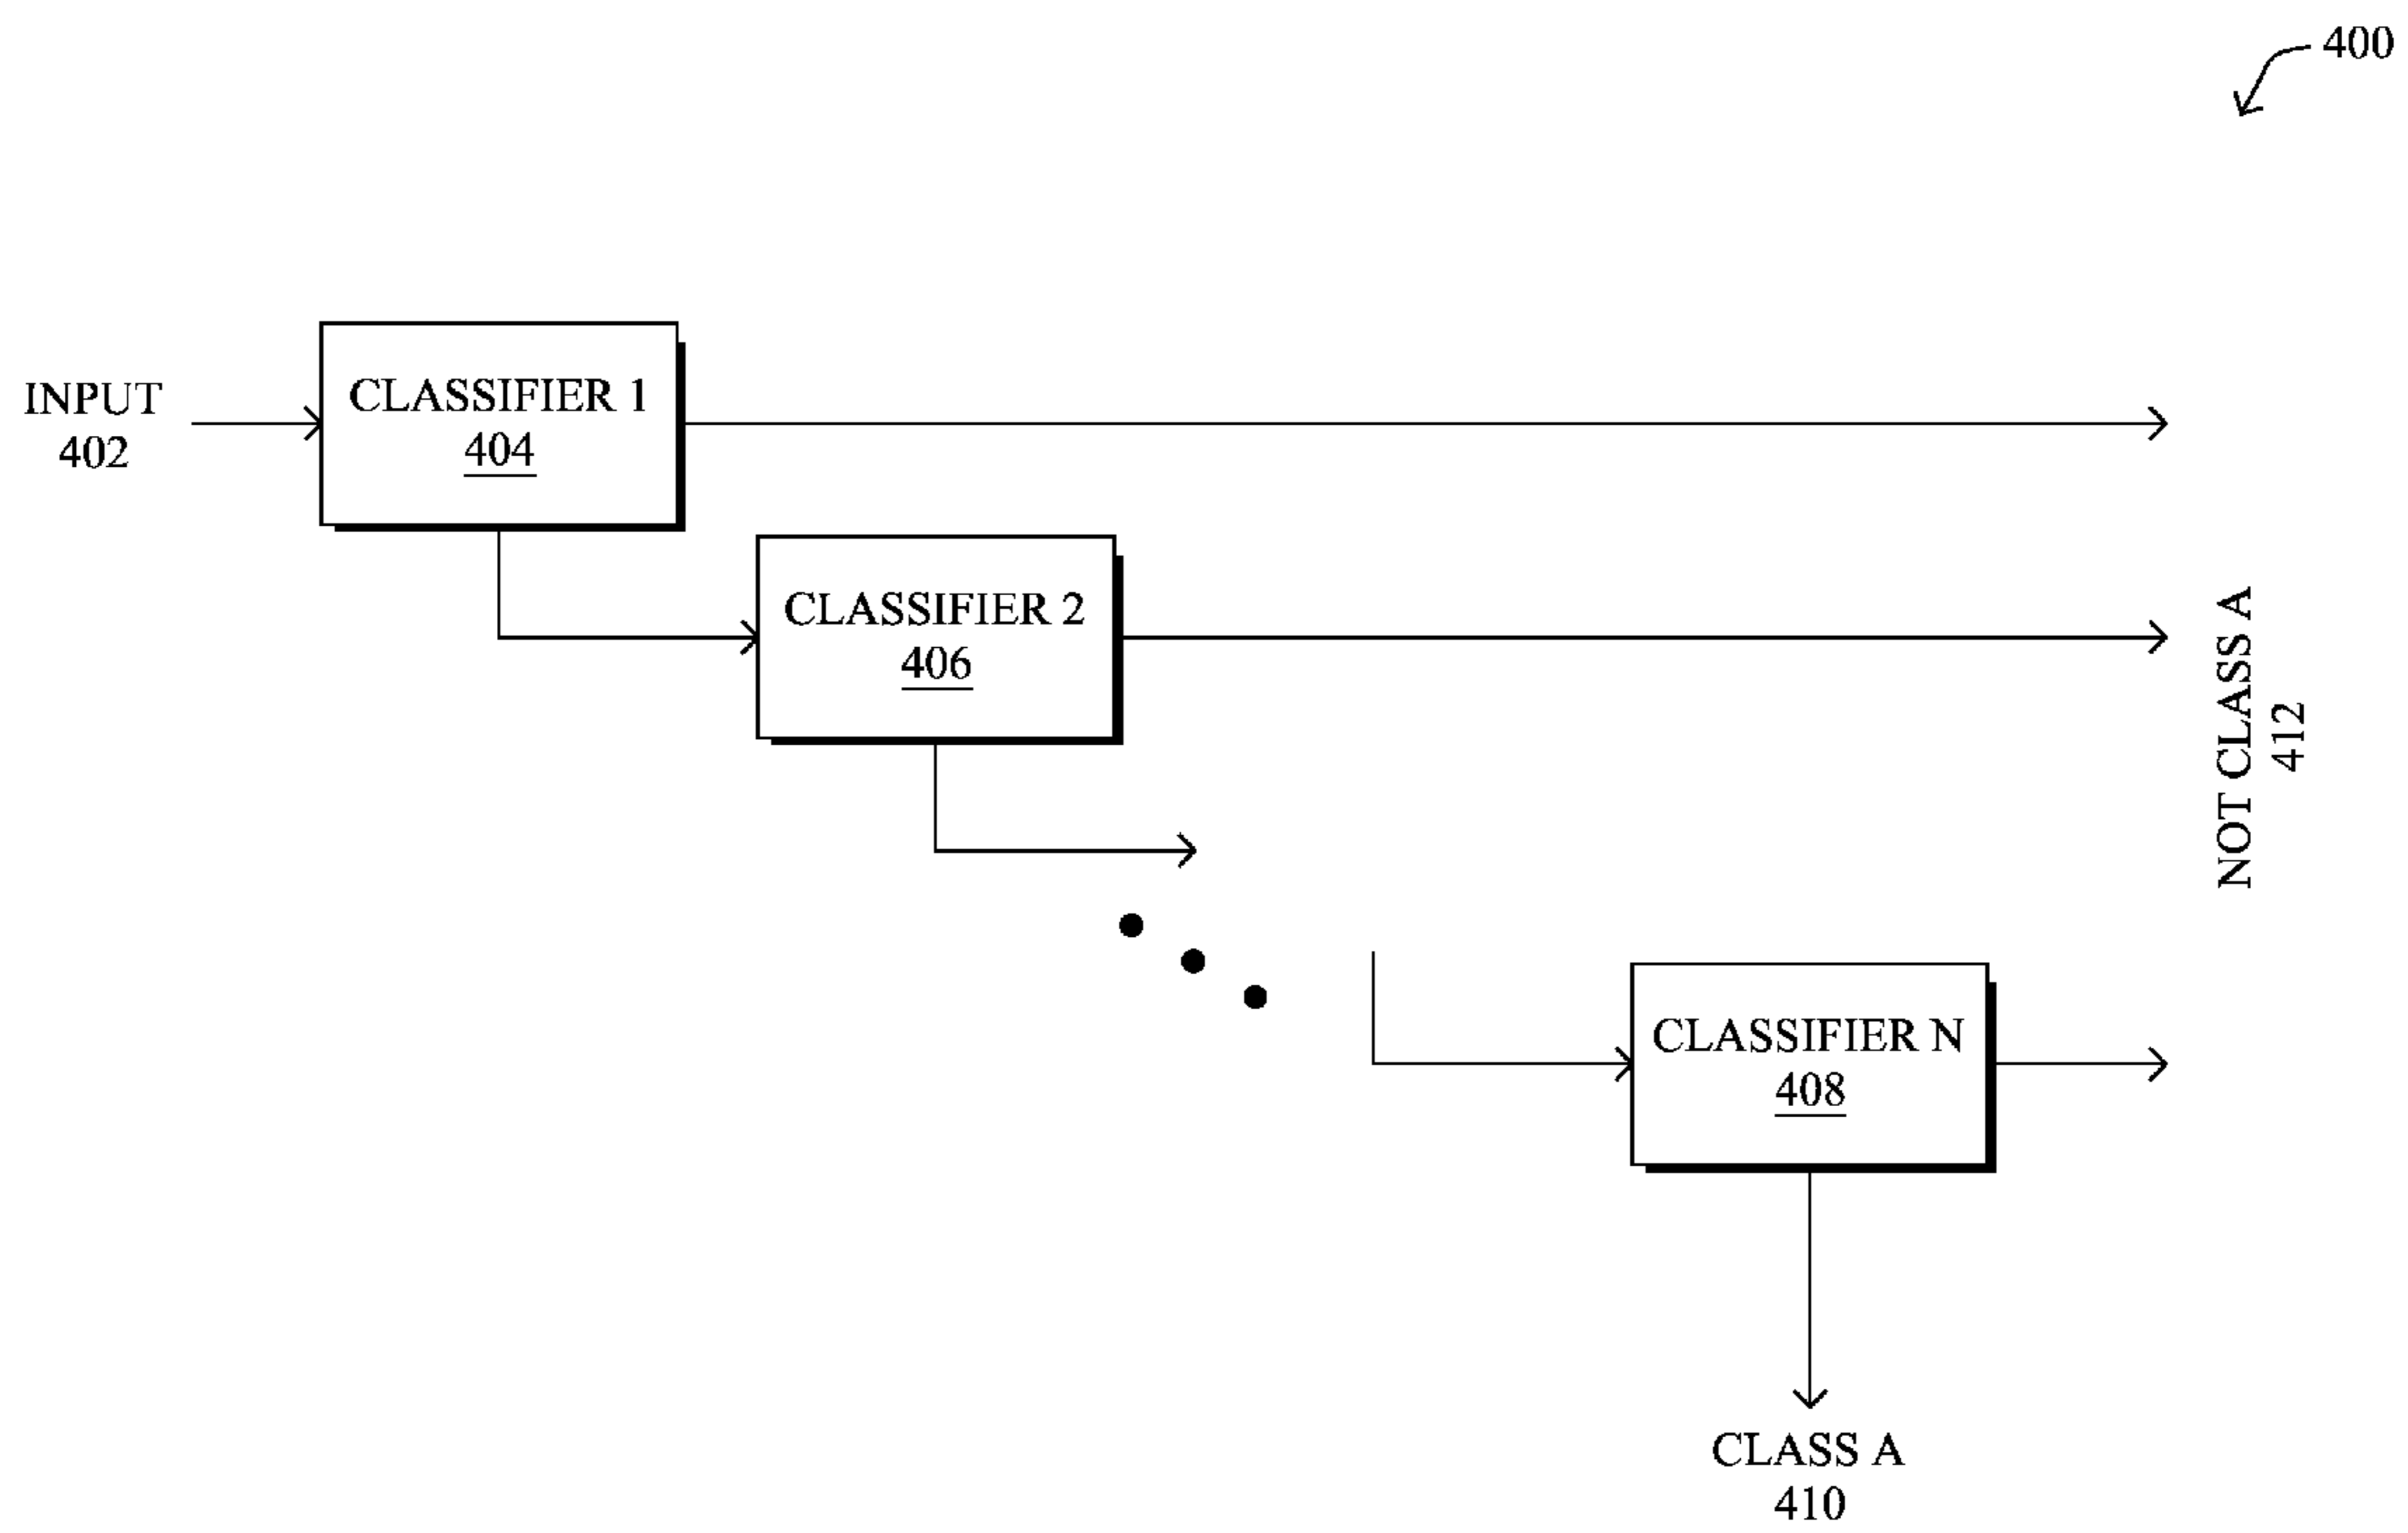 400
INPUT
402
CLASSIFIER 1
404
CLASSIFIER 2
406
NOT CLASS A
412
CLASSIFIER N
408
CLASS A
410